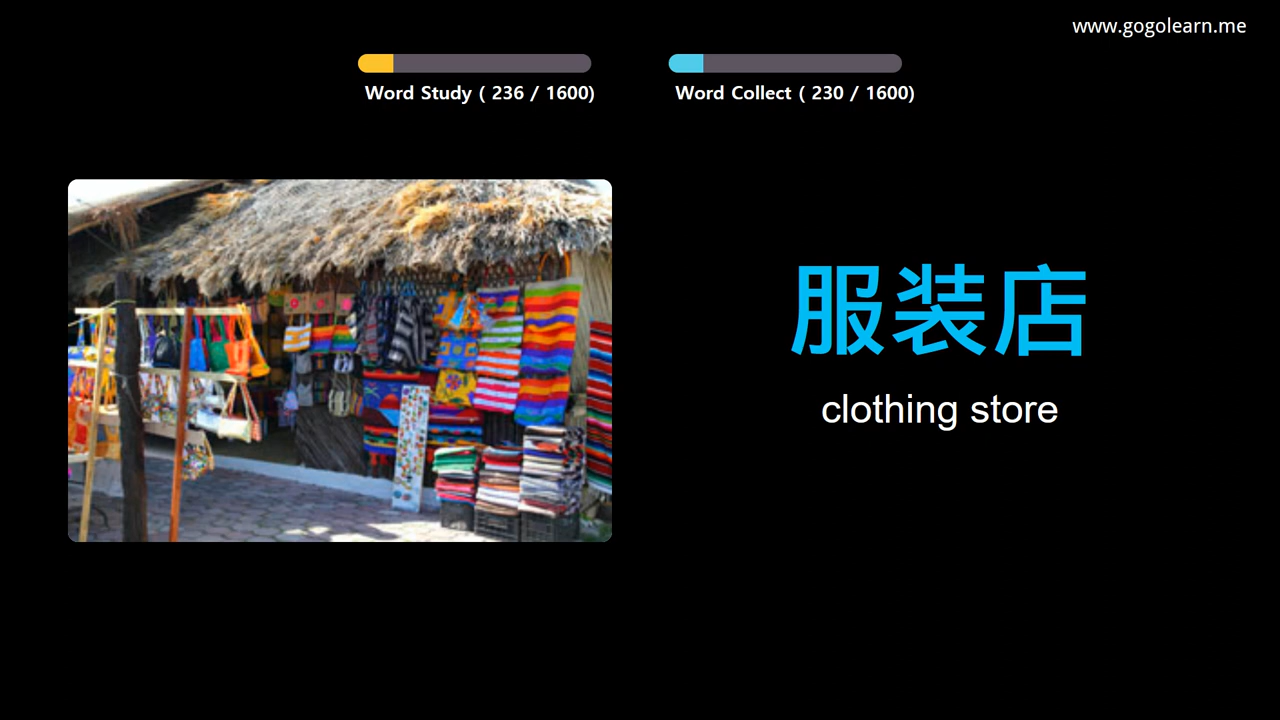 www.gogolearn.me
Word Study ( 236 / 1600)
Word Collect ( 230 / 1600)
服装店
clothing store